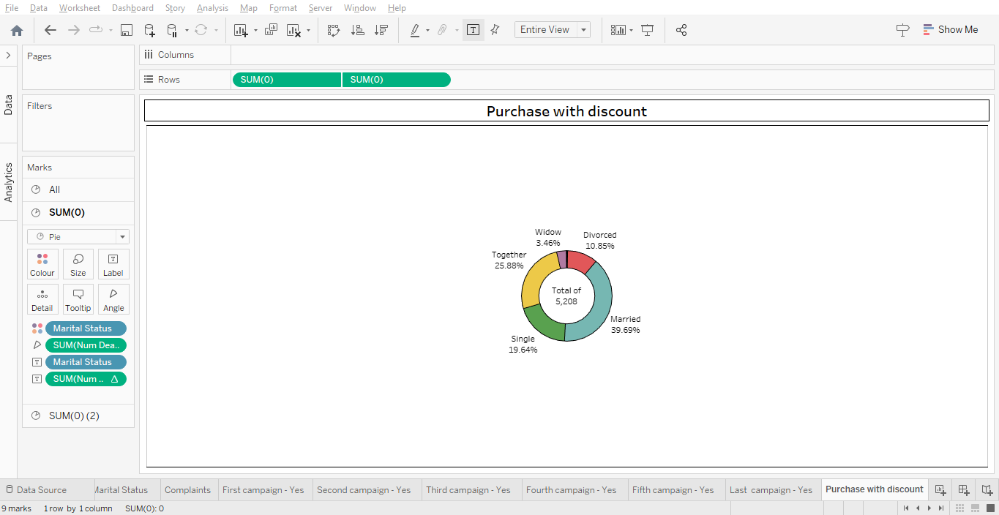 File Data Worksheet Dashboard Story Analysis Map Format Server Window Help
Entire View
Show Me
Pages
Columns
Rows
SUM(0)
SUM(0)
Data
Filters
Purchase with discount
Analytics
Marks
All
SUM(0)
Pie
Colour Size Label
Detail Tooltip Angle
Marital Status
SUM(Num Dea..
Marital Status
SUM(Num ..
SUM(0) (2)
Widow
3.46%
Divorced
10.85%
Together
25.88%
Total of
5,208
Married
39.69%
Single
19.64%
Data Source Marital Status Complaints First campaign - Yes Second campaign - Yes Third campaign - Yes Fourth campaign - Yes Fifth campaign - Yes Last campaign - Yes Purchase with discount
9 marks 1 row by 1 column SUM(0): 0